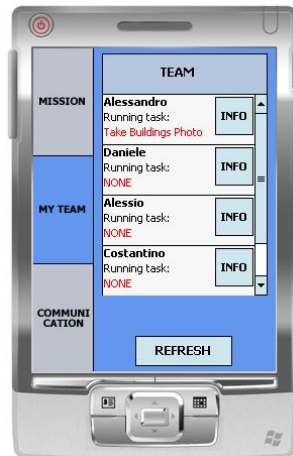 TEAM
MISSION
Alessandro
Running task:
Take Buildings Photo
INFO
Daniele
Running task:
NONE
INFO
MY TEAM
Alessio
Running task:
NONE
INFO
Costantino
Running task:
NONE
INFO
COMMUNI
CATION
REFRESH